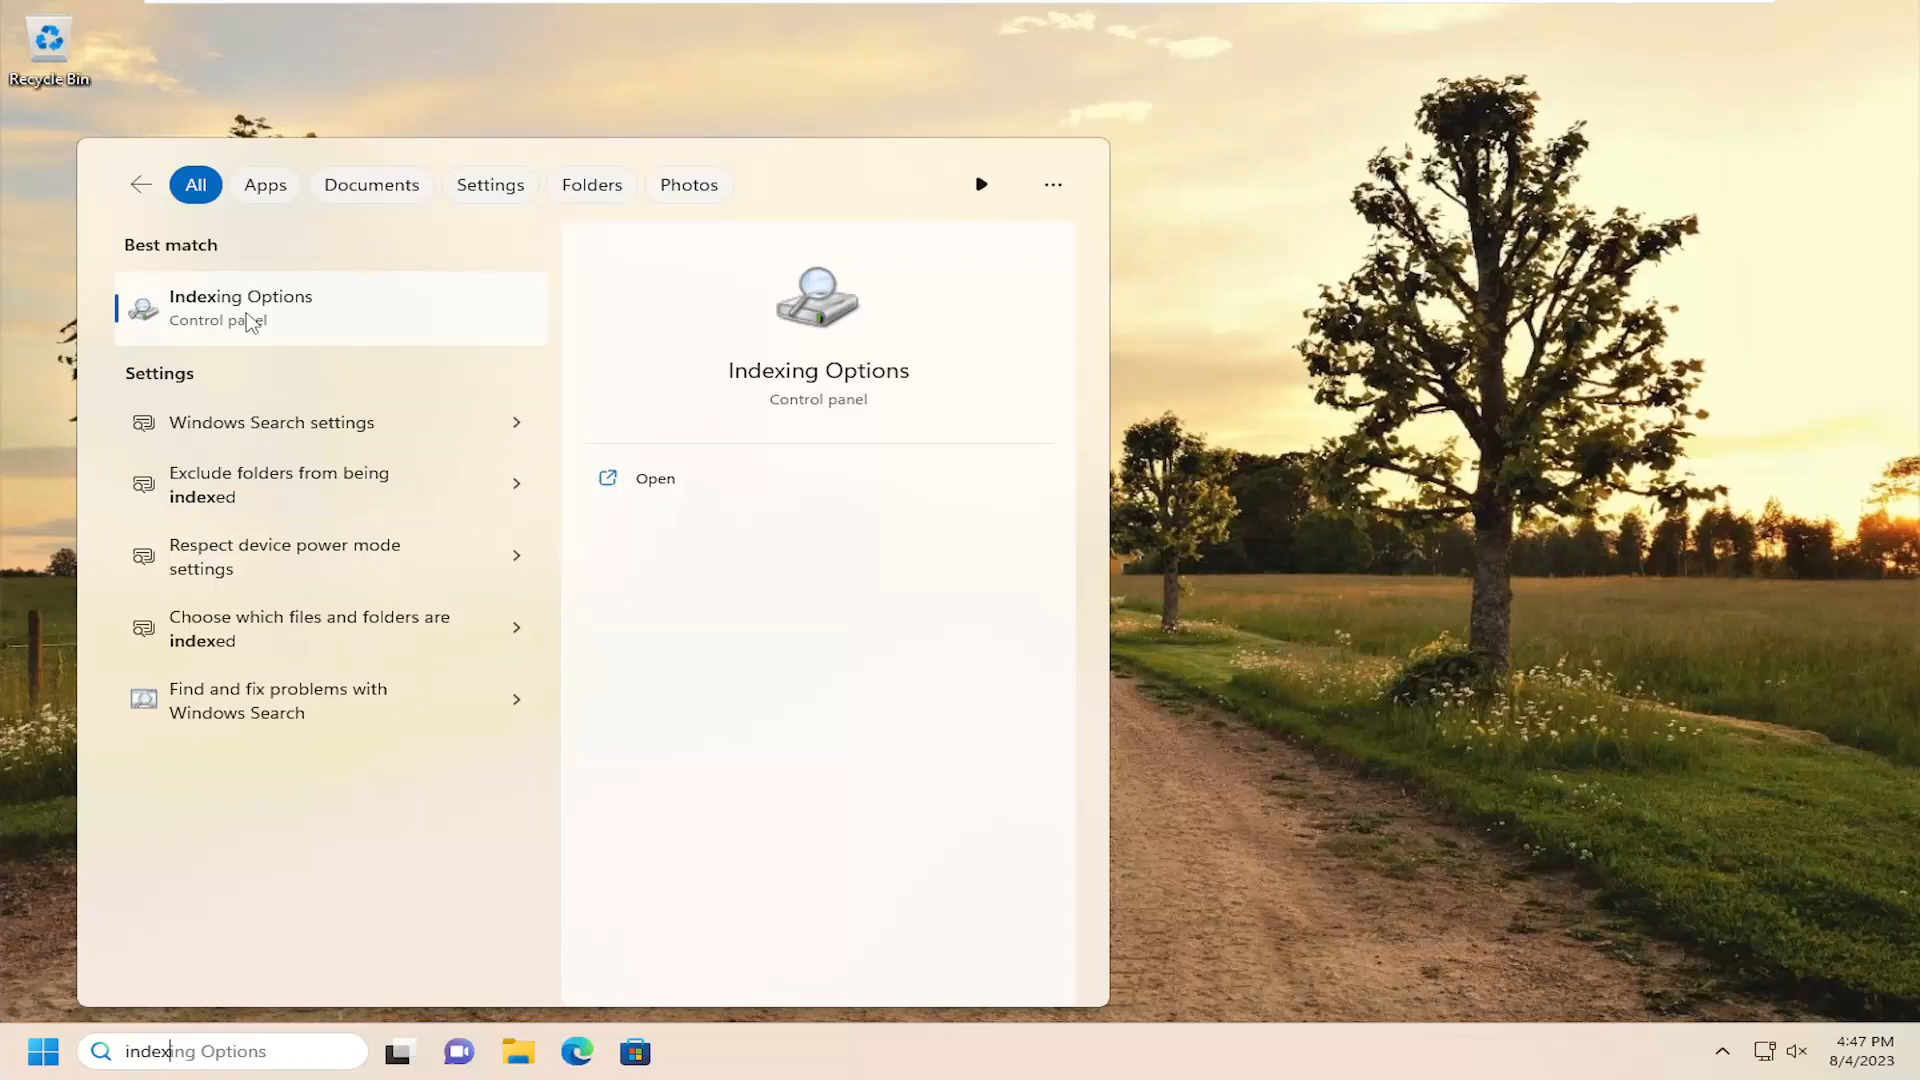 Recycle Bin
All
Apps
Documents
Settings
Folders
Photos
Best match
Indexing Options
Control panel
Settings
Windows Search settings
Exclude folders from being
indexed
Respect device power mode
settings
Choose which files and folders are
indexed
Find and fix problems with
Windows Search
Indexing Options
Control panel
Open
indexing Options
4:47 PM
8/4/2023